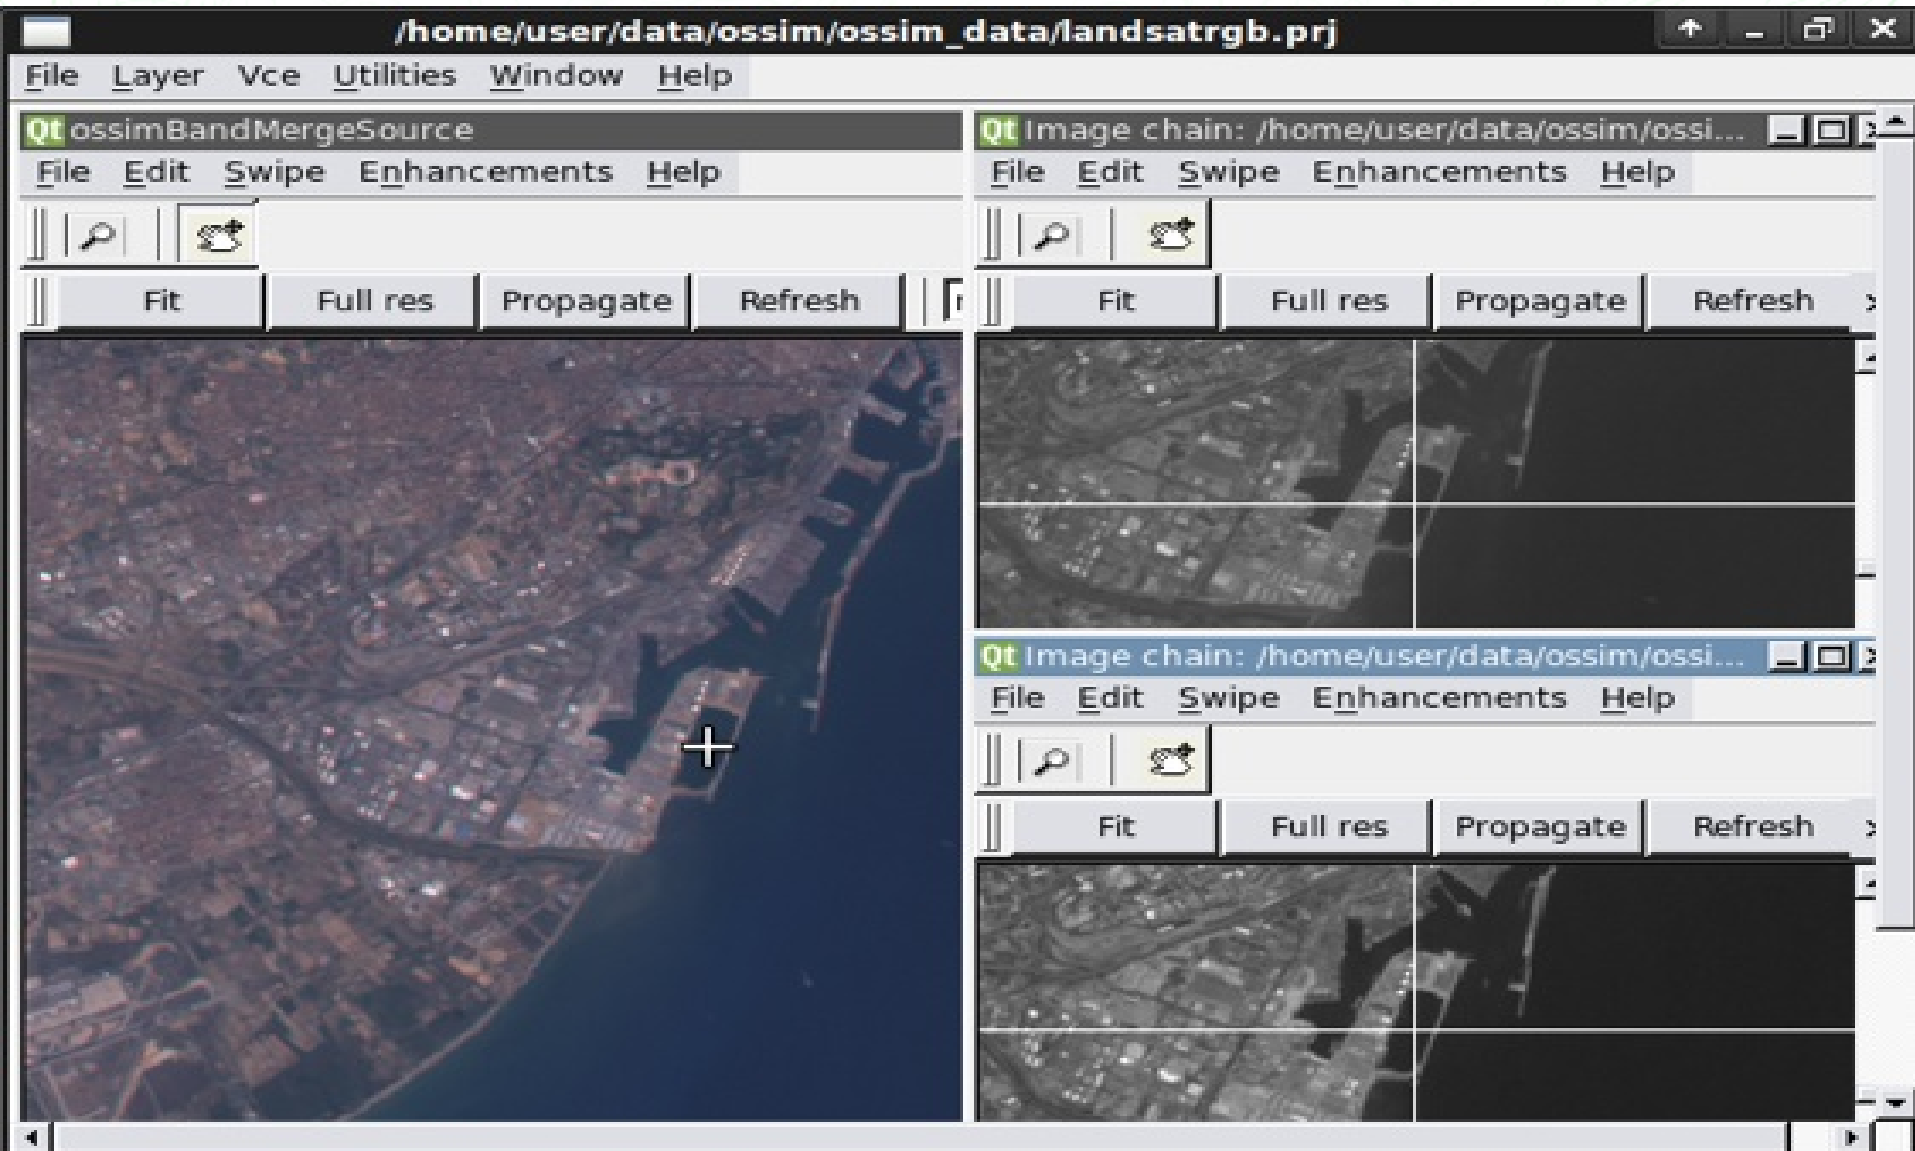 /home/user/data/ossim/ossim_data/landsatrgb.prj
File Layer Vce Utilities Window Help
Qt ossimBandMergeSource
File Edit Swipe Enhancements Help
Fit Full res Propagate Refresh
Qt Image chain: /home/user/data/ossim/ossi...
File Edit Swipe Enhancements Help
Fit Full res Propagate Refresh
Qt Image chain: /home/user/data/ossim/ossi...
File Edit Swipe Enhancements Help
Fit Full res Propagate Refresh